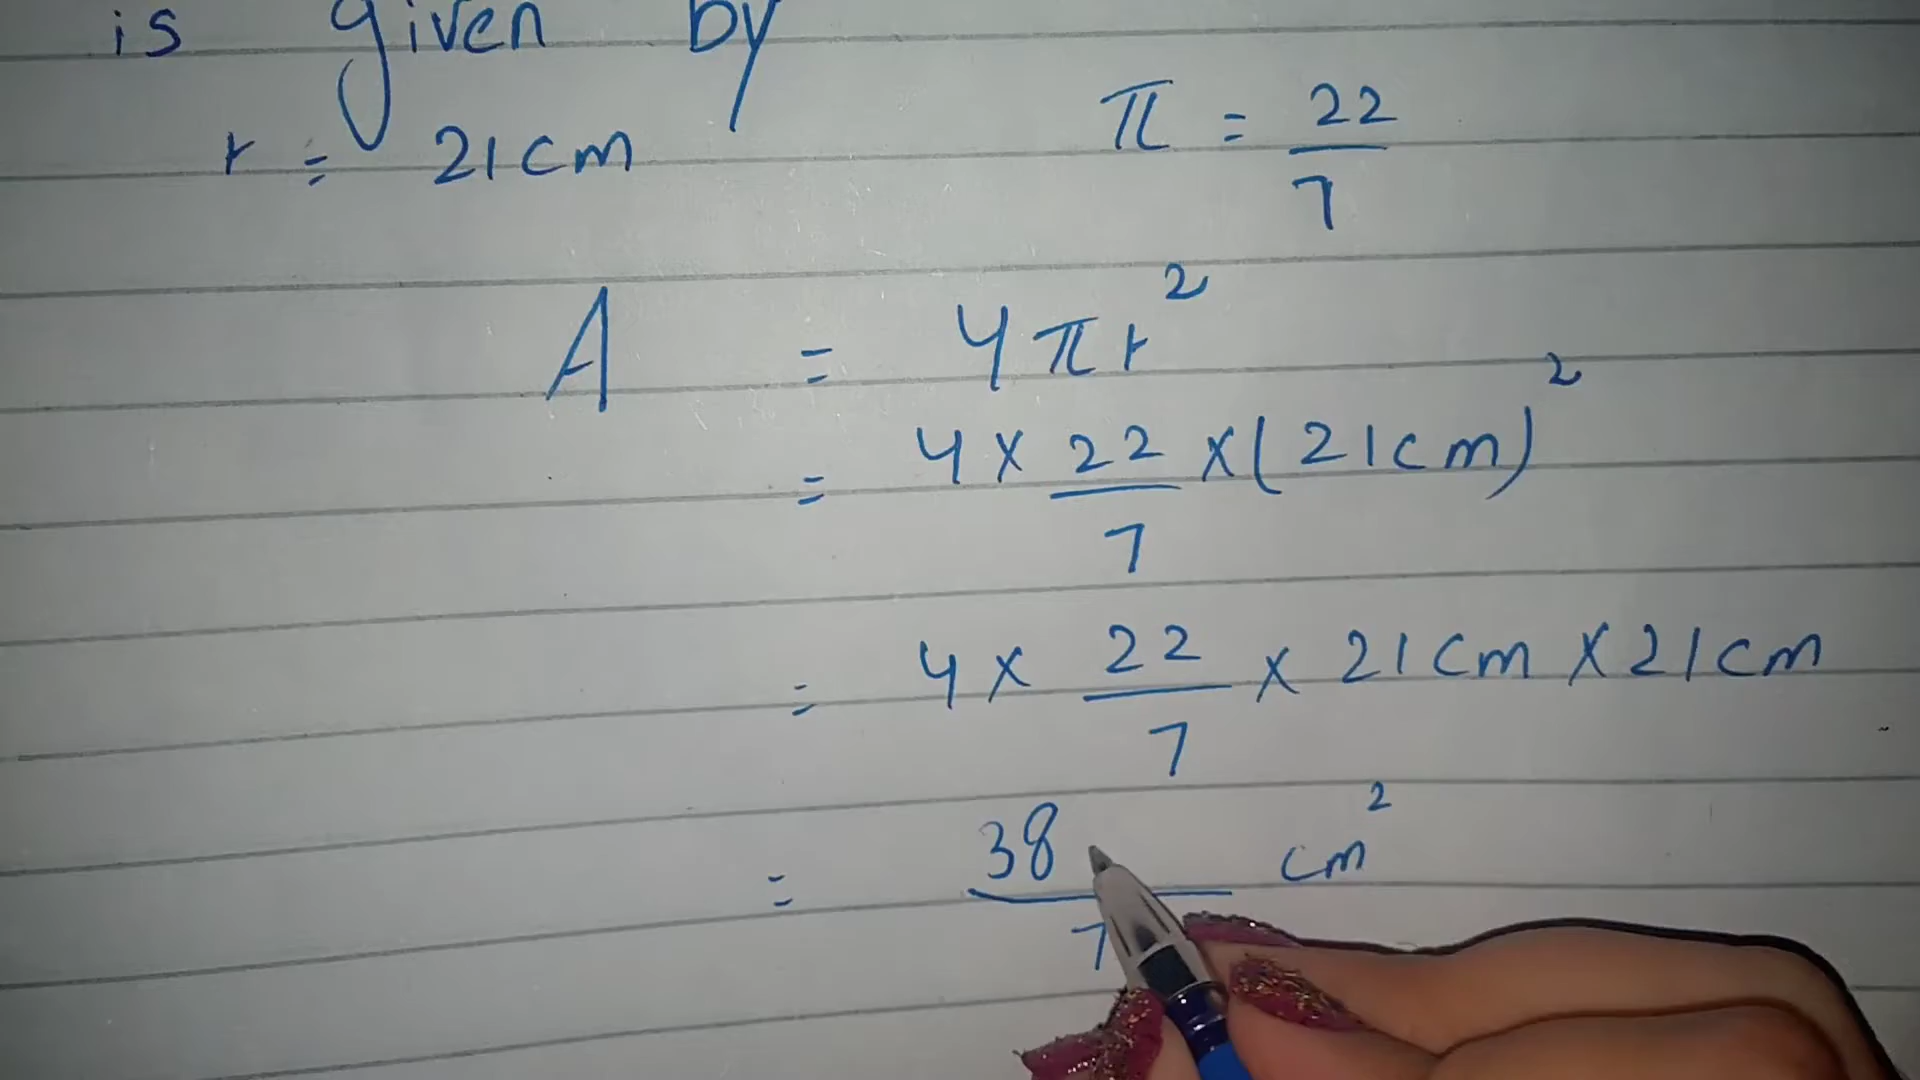 is given by
r = 21cm
π = 22/7
A = 4πr²
= 4 × 22/7 × (21cm)²
= 4 × 22/7 × 21cm × 21cm
= 38/7 cm²